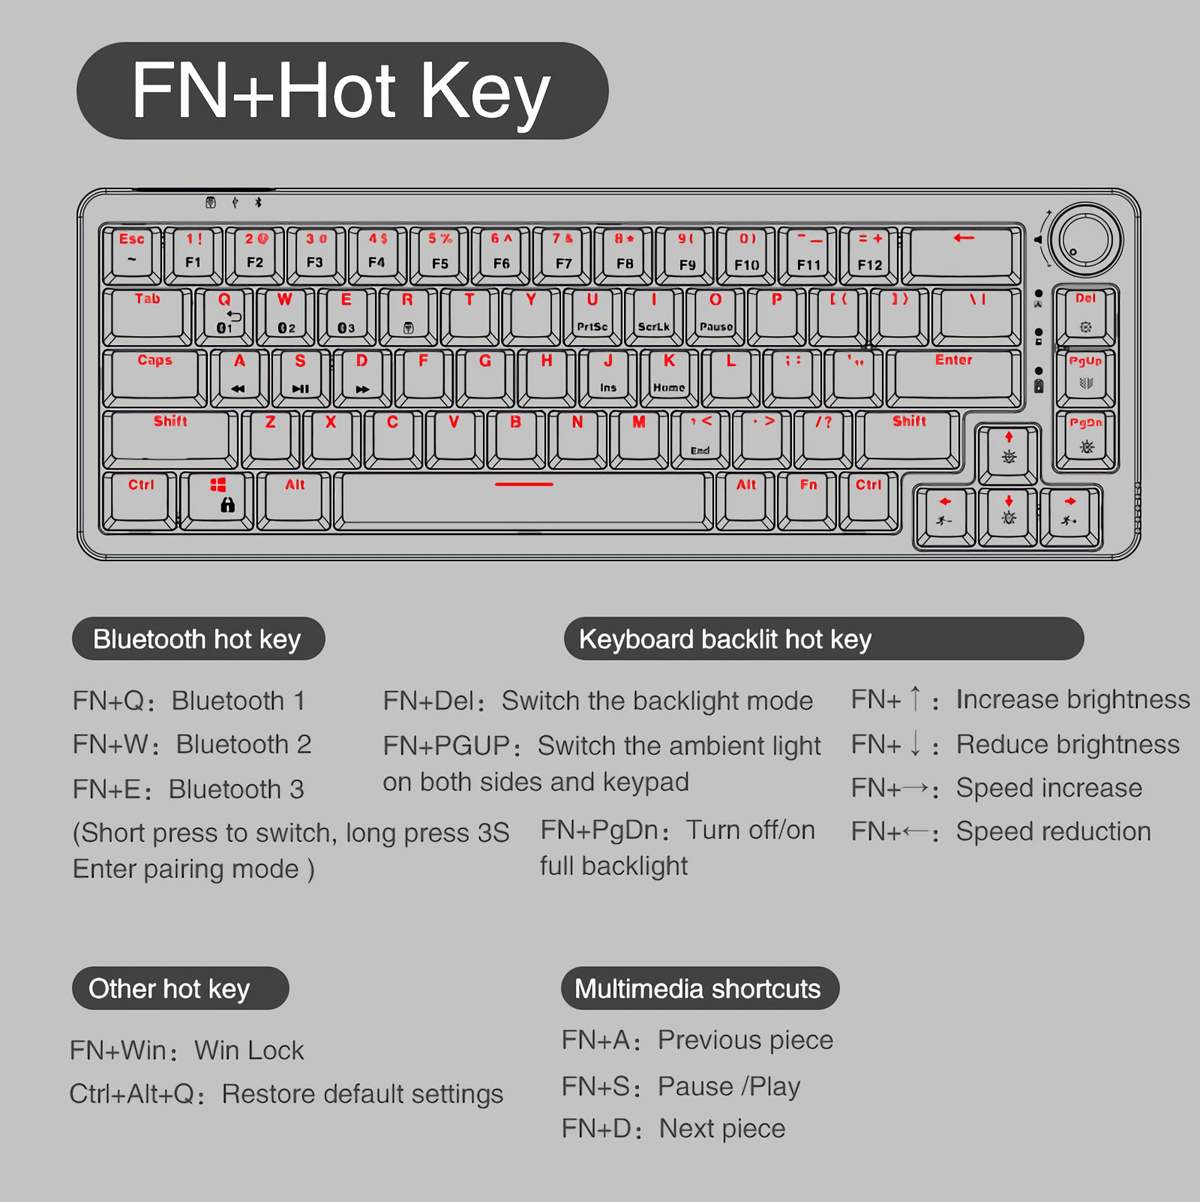 FN+Hot Key
Esc 1 ! 2 @ 3 # 4 $ 5 % 6 ^ 7 & 8 * 9 ( 0 ) - _ = + ←
~ F1 F2 F3 F4 F5 F6 F7 F8 F9 F10 F11 F12
Tab Q W E R T Y U I O P [ { ] } \ | Del
1 2 3 PrtSc ScrLk Pause
Caps A S D F G H J K L ; : ' ,, Enter PgUp
Ins Home
Shift Z X C V B N M , < . > / ? Shift ↑ PgDn
End
Ctrl Alt Alt Fn Ctrl ← ↓ →
Bluetooth hot key
FN+Q: Bluetooth 1
FN+W: Bluetooth 2
FN+E: Bluetooth 3
(Short press to switch, long press 3S
Enter pairing mode )
Keyboard backlit hot key
FN+Del: Switch the backlight mode
FN+PGUP: Switch the ambient light
on both sides and keypad
FN+PgDn: Turn off/on
full backlight
FN+↑: Increase brightness
FN+↓: Reduce brightness
FN+→: Speed increase
FN+←: Speed reduction
Other hot key
FN+Win: Win Lock
Ctrl+Alt+Q: Restore default settings
Multimedia shortcuts
FN+A: Previous piece
FN+S: Pause /Play
FN+D: Next piece